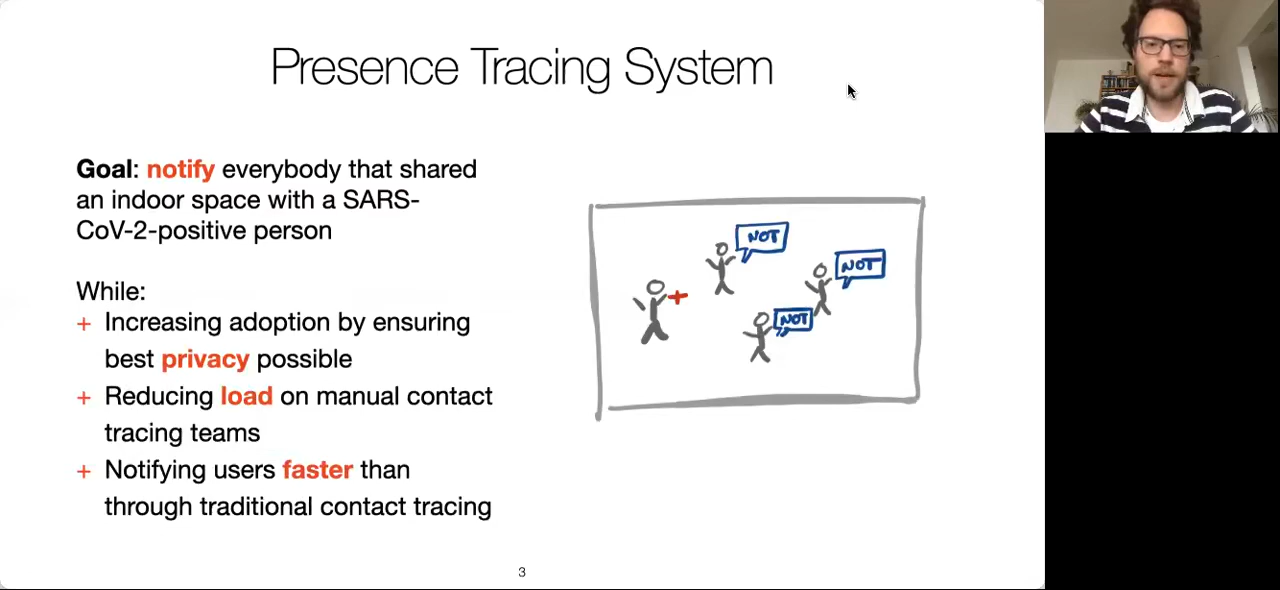 Presence Tracing System
Goal: notify everybody that shared
an indoor space with a SARS-
CoV-2-positive person
While:
+ Increasing adoption by ensuring
best privacy possible
+ Reducing load on manual contact
tracing teams
+ Notifying users faster than
through traditional contact tracing
NOT
NOT
NOT
3